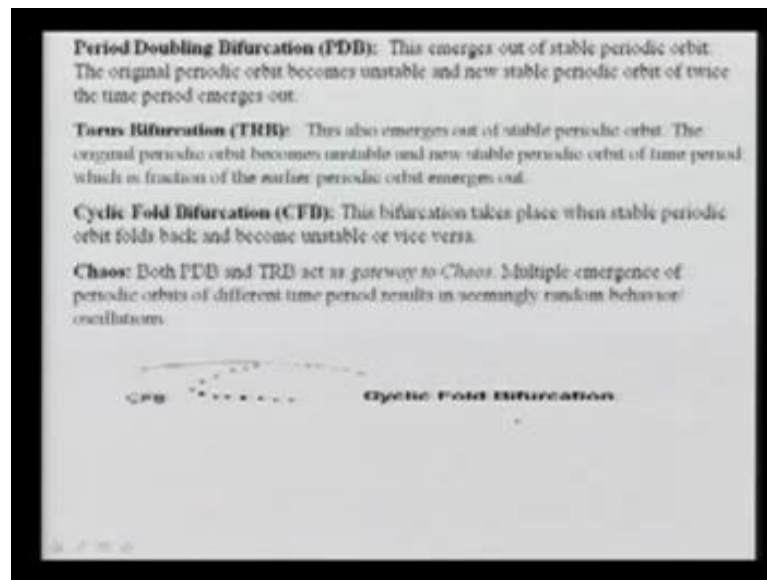 Period Doubling Bifurcation (PDB): This emerges out of stable periodic orbit.
The original periodic orbit becomes unstable and new stable periodic orbit of twice
the time period emerges out.
Torus Bifurcation (TRB): This also emerges out of stable periodic orbit. The
original periodic orbit becomes unstable and new stable periodic orbit of time period
which is fraction of the earlier periodic orbit emerges out.
Cyclic Fold Bifurcation (CFB): This bifurcation takes place when stable periodic
orbit folds back and become unstable or vice versa.
Chaos: Both PDB and TRB act as gateway to Chaos. Multiple emergence of
periodic orbits of different time period results in seemingly random behavior/
oscillations
CFB Cyclic Fold Bifurcation